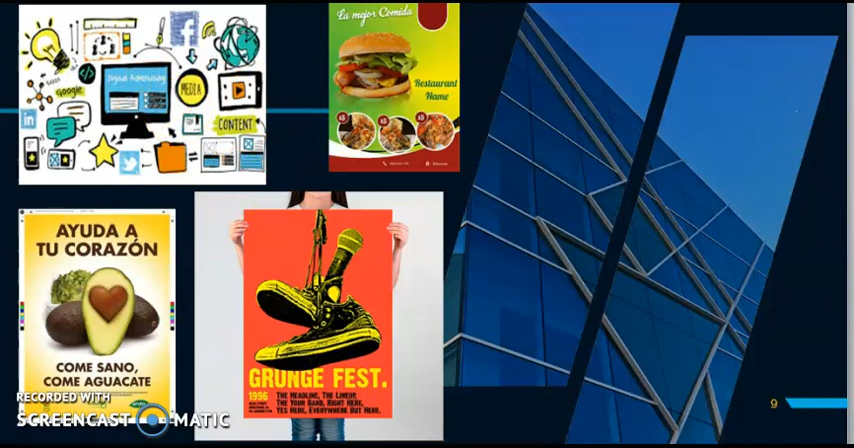 Digital Advertising
Google
MEDIA
CONTENT
La mejor Comida
Restaurant
Name
AYUDA A
TU CORAZÓN
COME SANO,
COME AGUACATE
GRUNGE FEST.
1996
THE HEADLINE, THE LINEUP,
THE YOUR BAND, RIGHT HERE,
YES HERE, EVERYWHERE BUT HERE.
RECORDED WITH
SCREENCAST-O-MATIC
9